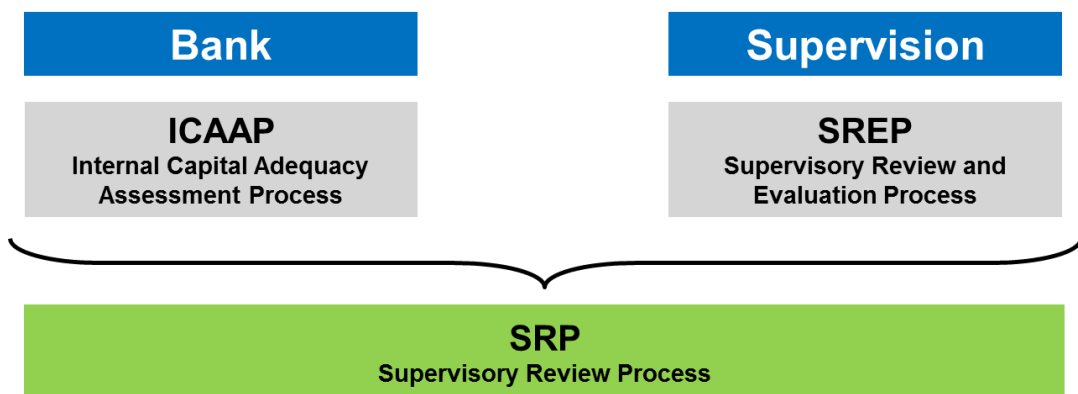 Bank
Supervision
ICAAP
Internal Capital Adequacy
Assessment Process
SREP
Supervisory Review and
Evaluation Process
SRP
Supervisory Review Process